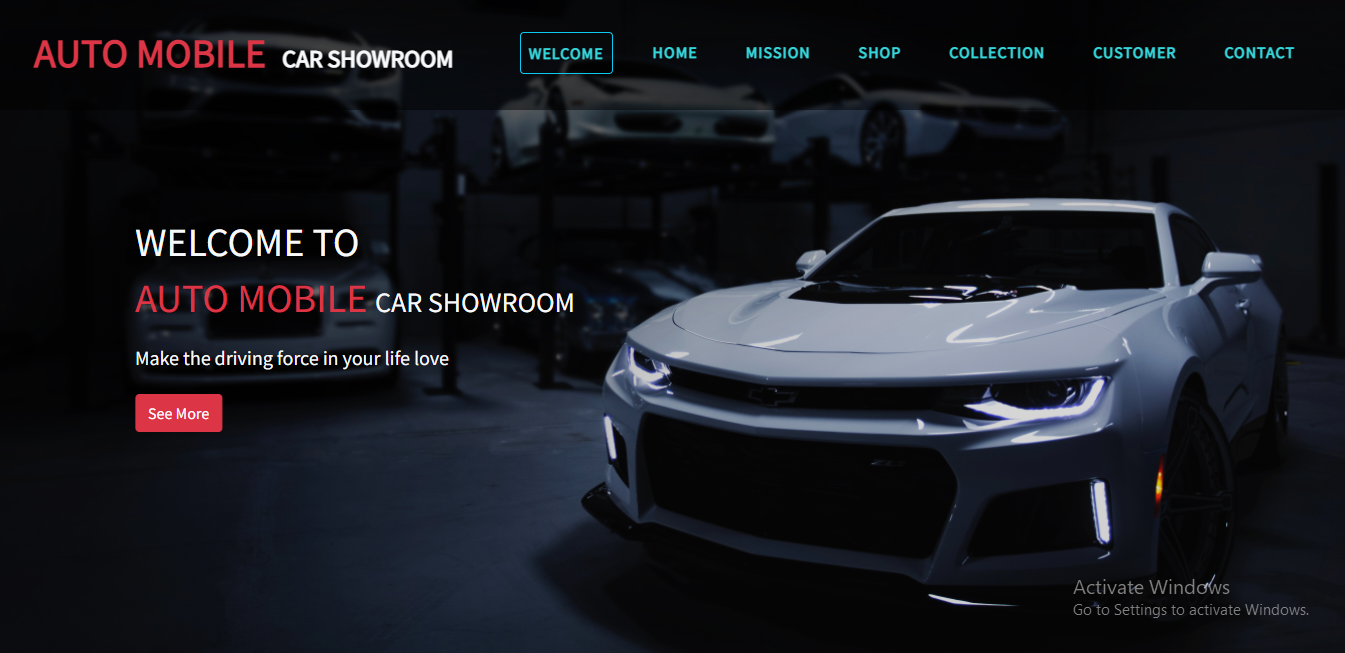 AUTO MOBILE CAR SHOWROOM
WELCOME HOME MISSION SHOP COLLECTION CUSTOMER CONTACT
WELCOME TO
AUTO MOBILE CAR SHOWROOM
Make the driving force in your life love
See More
Activate Windows
Go to Settings to activate Windows.